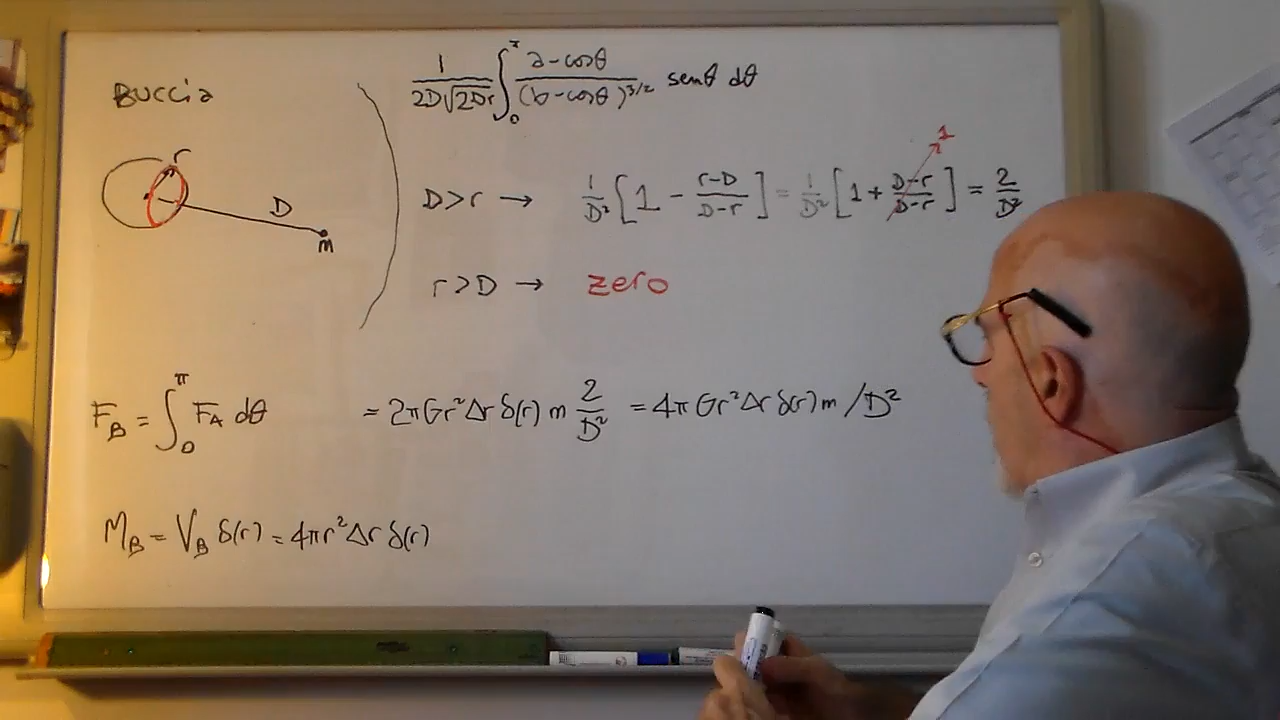 BUCCIA
r
D
m
1/(2D√(2Dr)) ∫₀^π (a-cosθ)/(b-cosθ)^(3/2) senθ dθ
D>r → 1/D² [1 - (r-D)/(D-r)] = 1/D² [1 + (D-r)/(D-r)] = 2/D²
1
r>D → zero
F_B = ∫₀^π F_A dθ = 2πGr²Δr δ(r) m 2/D² = 4πGr²Δr δ(r) m /D²
M_B = V_B δ(r) = 4πr²Δr δ(r)